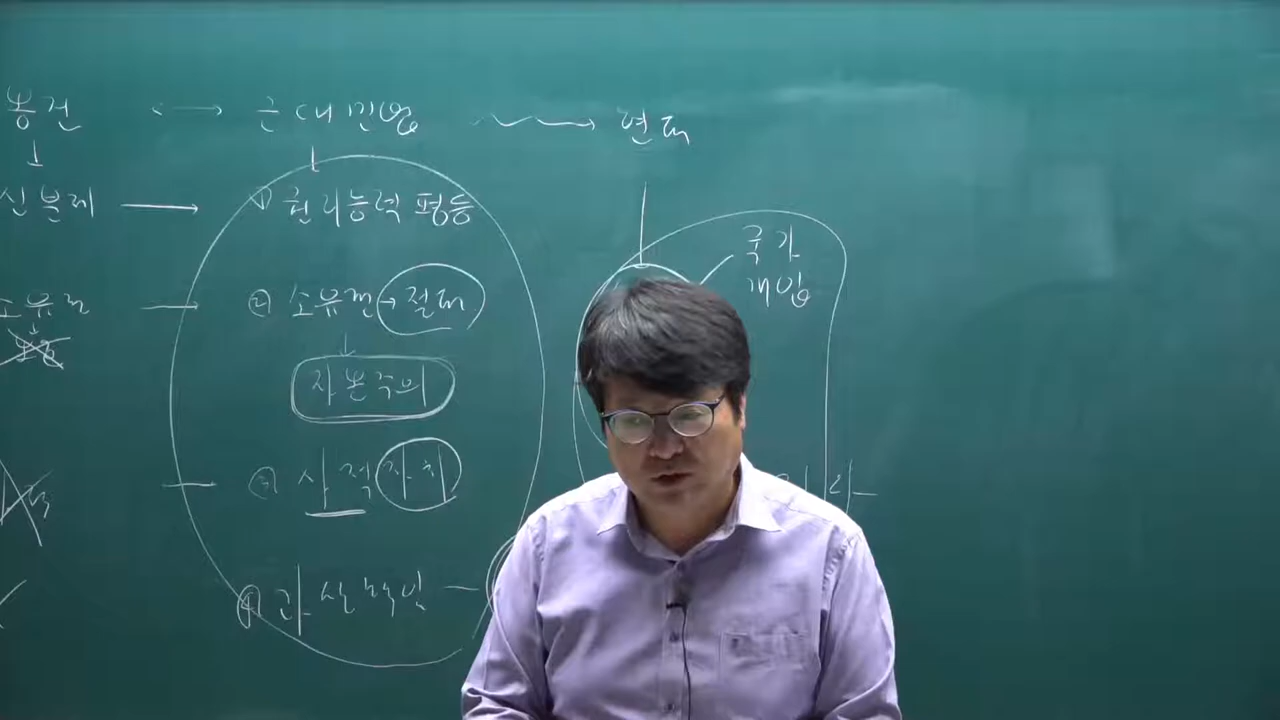 봉건 ↔ 근대민법 → 현대
신분제 → ① 권리능력 평등
소유권 ② 소유권 → 절대
자본주의
③ 사적 자치
④ 과실책임
국가
개입